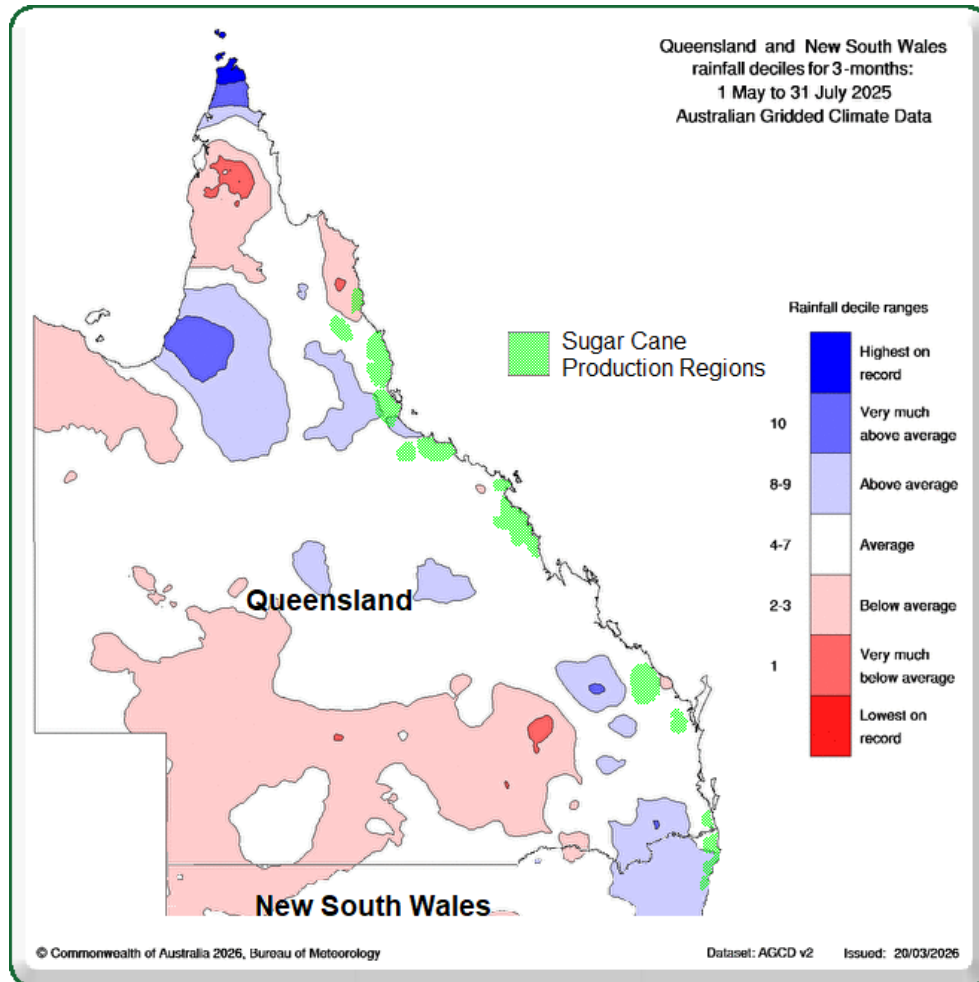 Queensland and New South Wales
rainfall deciles for 3-months:
1 May to 31 July 2025
Australian Gridded Climate Data
Rainfall decile ranges
Highest on
record
10
Very much
above average
8-9
Above average
4-7
Average
2-3
Below average
1
Very much
below average
Lowest on
record
Sugar Cane
Production Regions
Queensland
New South Wales
© Commonwealth of Australia 2026, Bureau of Meteorology
Dataset: AGCD v2
Issued: 20/03/2026